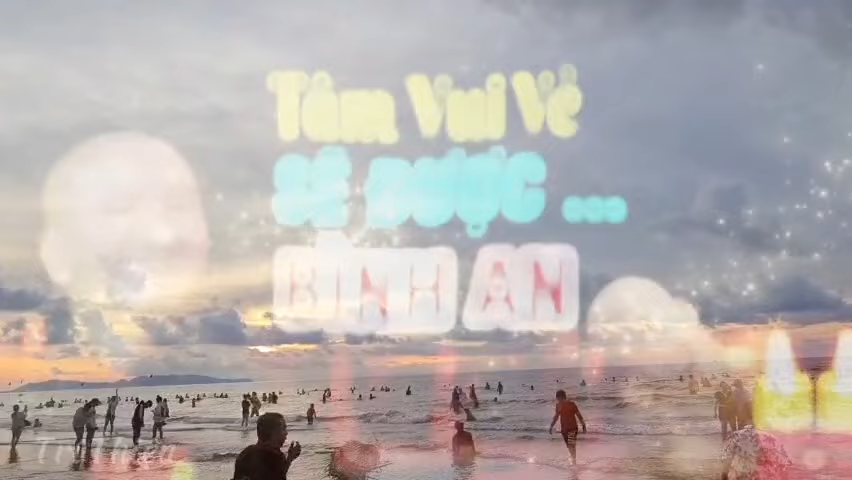 Tâm Vui Vẻ
SẼ ĐƯỢC ...
BÌNH AN